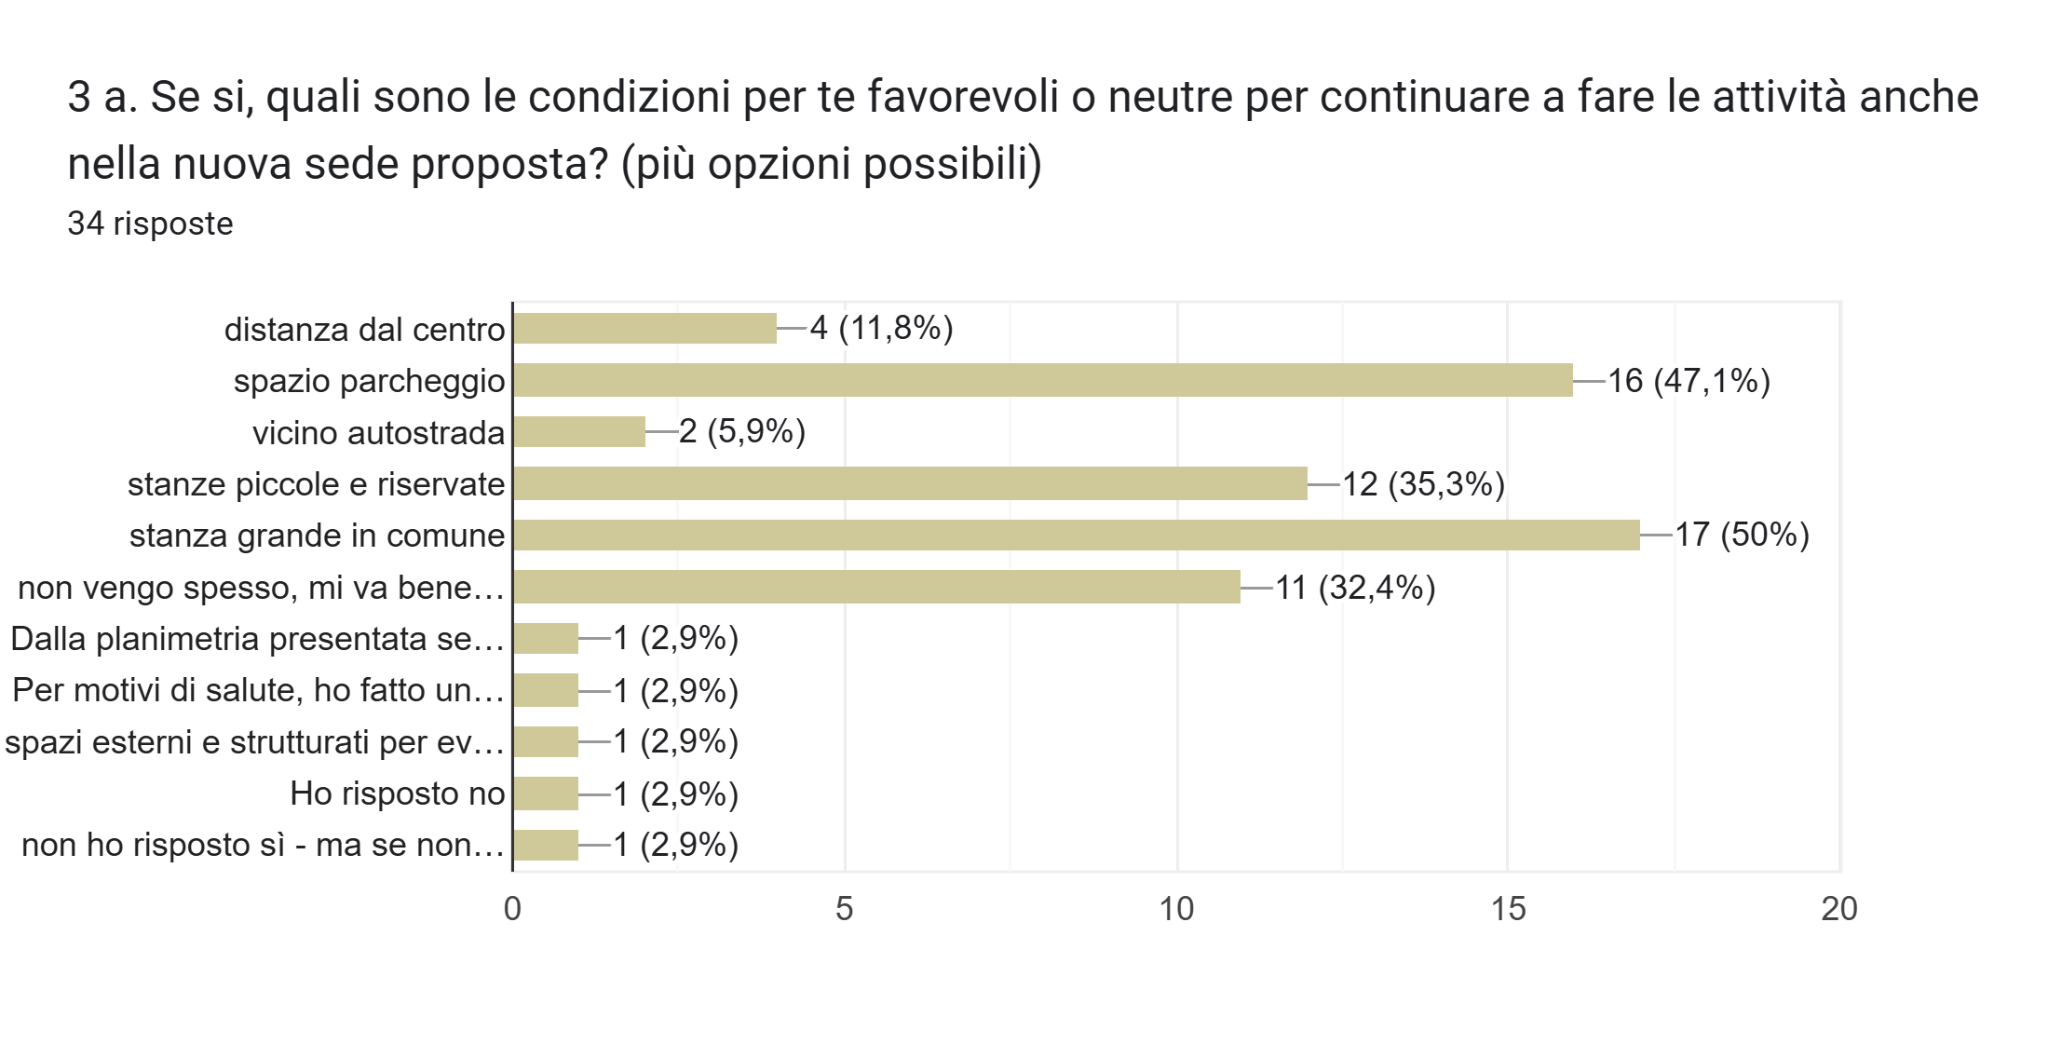 3 a. Se si, quali sono le condizioni per te favorevoli o neutre per continuare a fare le attività anche
nella nuova sede proposta? (più opzioni possibili)
34 risposte
distanza dal centro 4 (11,8%)
spazio parcheggio 16 (47,1%)
vicino autostrada 2 (5,9%)
stanze piccole e riservate 12 (35,3%)
stanza grande in comune 17 (50%)
non vengo spesso, mi va bene… 11 (32,4%)
Dalla planimetria presentata se… 1 (2,9%)
Per motivi di salute, ho fatto un… 1 (2,9%)
spazi esterni e strutturati per ev… 1 (2,9%)
Ho risposto no 1 (2,9%)
non ho risposto sì - ma se non… 1 (2,9%)
0 5 10 15 20